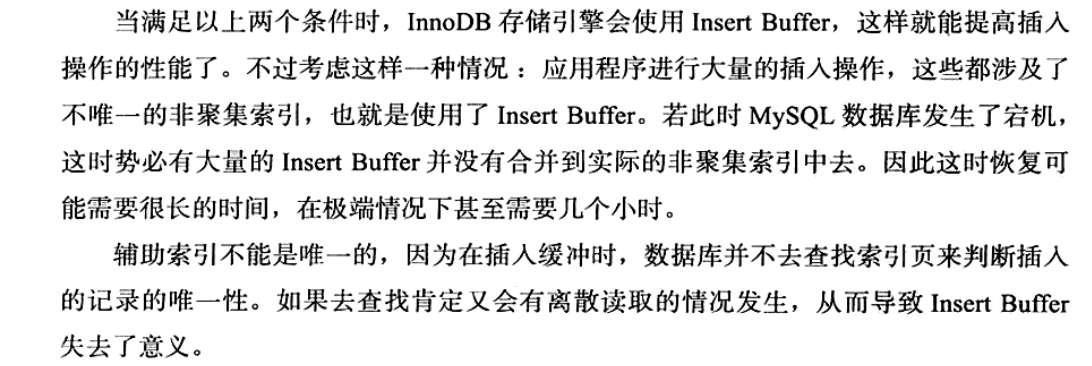 当满足以上两个条件时，InnoDB 存储引擎会使用 Insert Buffer，这样就能提高插入
操作的性能了。不过考虑这样一种情况：应用程序进行大量的插入操作，这些都涉及了
不唯一的非聚集索引，也就是使用了 Insert Buffer。若此时 MySQL 数据库发生了宕机，
这时势必有大量的 Insert Buffer 并没有合并到实际的非聚集索引中去。因此这时恢复可
能需要很长的时间，在极端情况下甚至需要几个小时。
辅助索引不能是唯一的，因为在插入缓冲时，数据库并不去查找索引页来判断插入
的记录的唯一性。如果去查找肯定又会有离散读取的情况发生，从而导致 Insert Buffer
失去了意义。